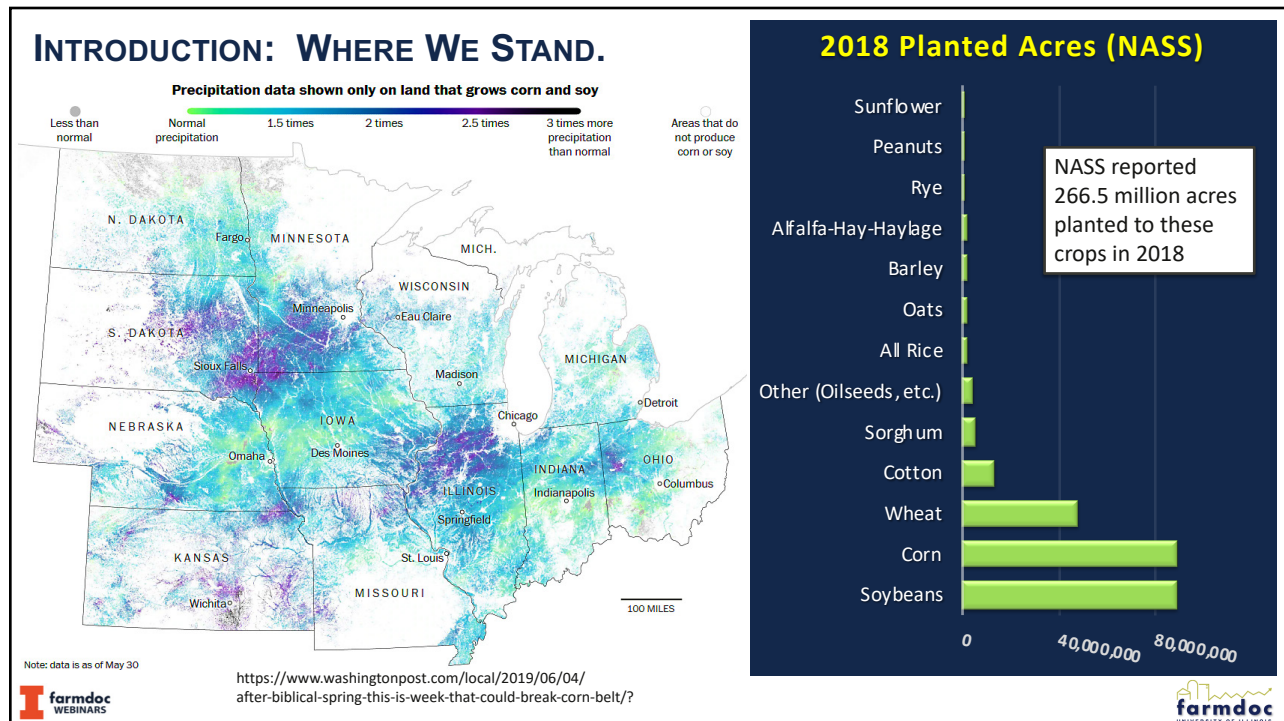 INTRODUCTION: WHERE WE STAND.
Precipitation data shown only on land that grows corn and soy
Less than
normal
Normal
precipitation
1.5 times
2 times
2.5 times
3 times more
precipitation
than normal
Areas that do
not produce
corn or soy
N. DAKOTA
Fargo
MINNESOTA
MICH.
WISCONSIN
Minneapolis
Eau Claire
S. DAKOTA
MICHIGAN
Sioux Falls
Madison
Detroit
IOWA
Chicago
NEBRASKA
Omaha
Des Moines
INDIANA
OHIO
Columbus
ILLINOIS
Indianapolis
Springfield
KANSAS
St. Louis
MISSOURI
Wichita
100 MILES
Note: data is as of May 30
https://www.washingtonpost.com/local/2019/06/04/
after-biblical-spring-this-is-week-that-could-break-corn-belt/?
I farmdoc
WEBINARS
2018 Planted Acres (NASS)
Sunflower
Peanuts
Rye
Alfalfa-Hay-Haylage
Barley
Oats
All Rice
Other (Oilseeds, etc.)
Sorghum
Cotton
Wheat
Corn
Soybeans
0
40,000,000
80,000,000
NASS reported
266.5 million acres
planted to these
crops in 2018
farmdoc
UNIVERSITY OF ILLINOIS